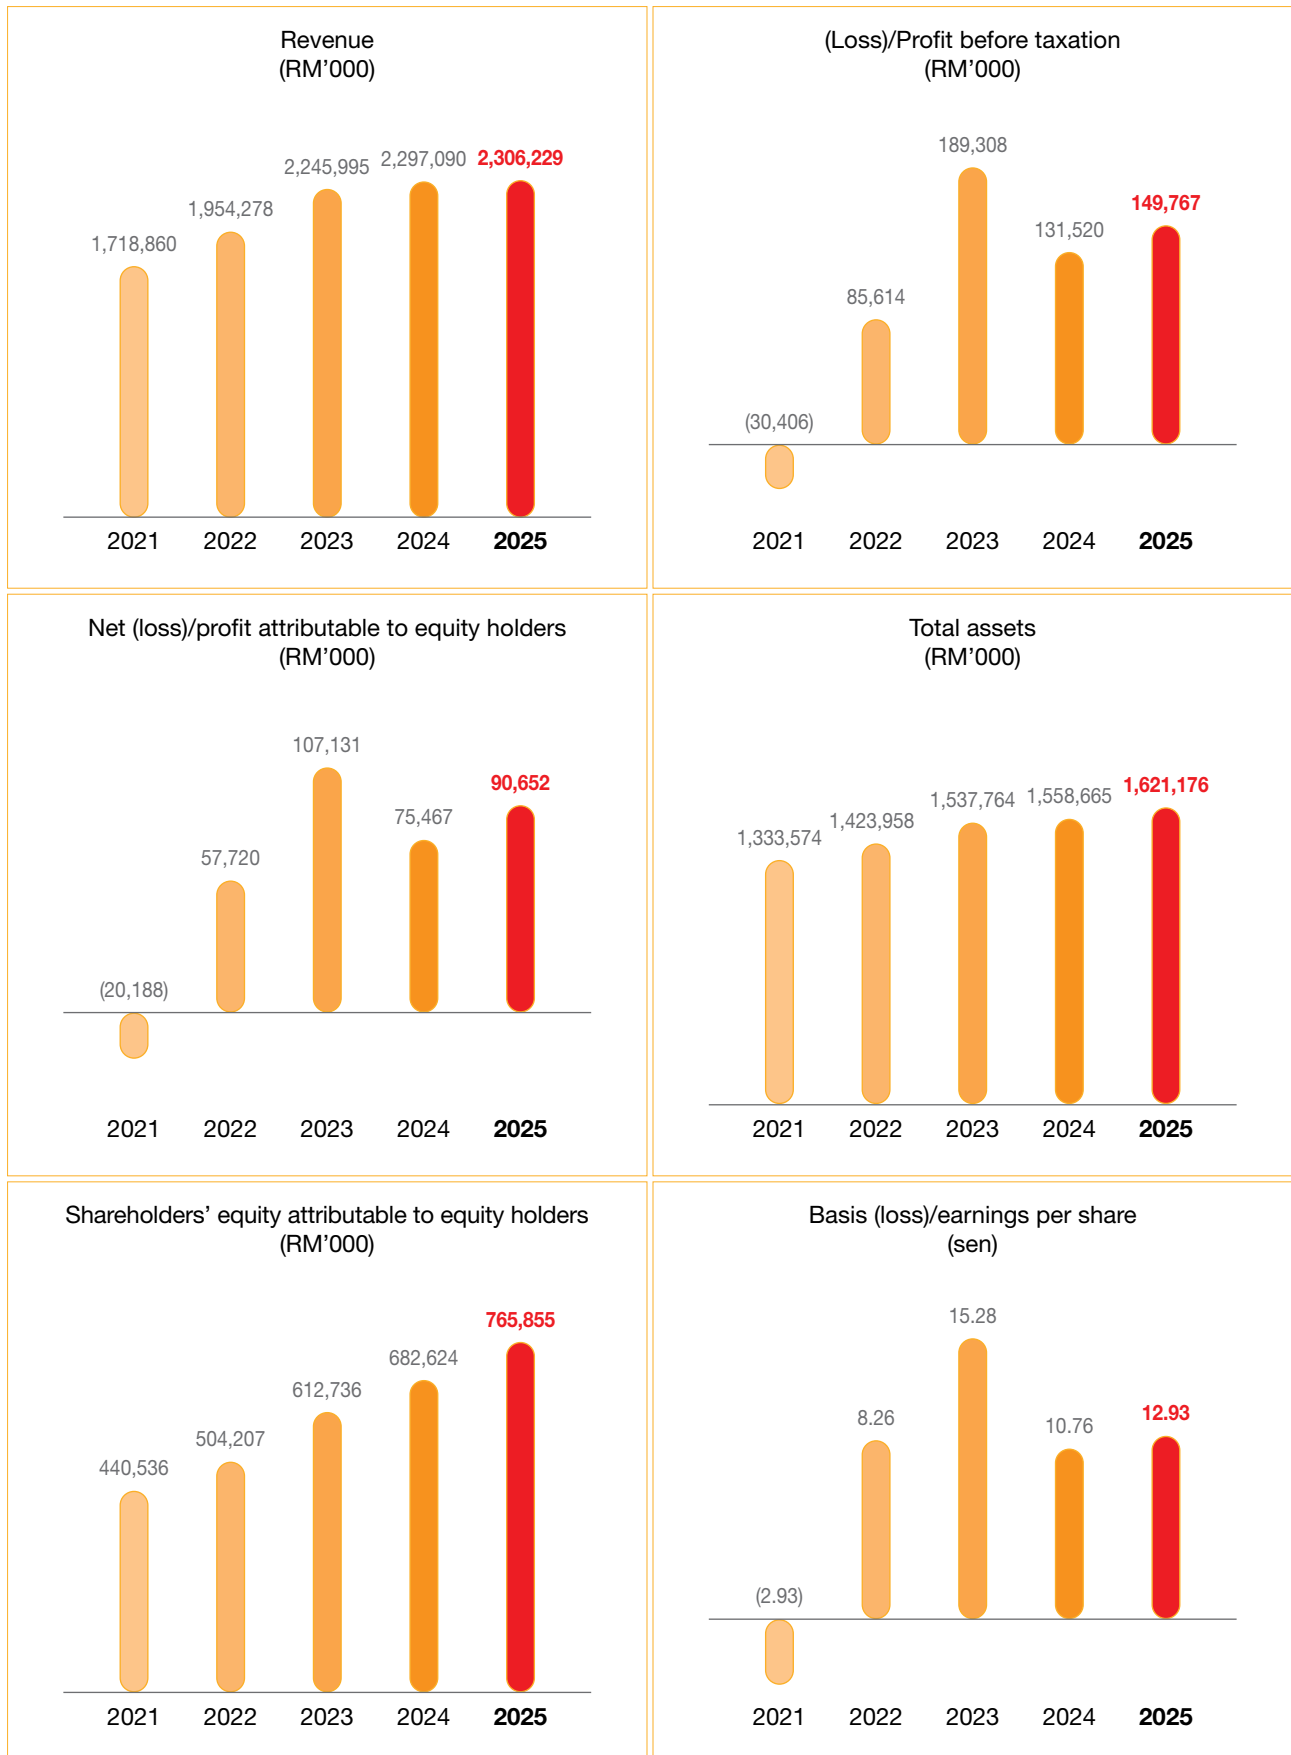 Revenue
(RM’000)
1,718,860
1,954,278
2,245,995
2,297,090
2,306,229
2021 2022 2023 2024 2025
(Loss)/Profit before taxation
(RM’000)
(30,406)
85,614
189,308
131,520
149,767
2021 2022 2023 2024 2025
Net (loss)/profit attributable to equity holders
(RM’000)
(20,188)
57,720
107,131
75,467
90,652
2021 2022 2023 2024 2025
Total assets
(RM’000)
1,333,574
1,423,958
1,537,764
1,558,665
1,621,176
2021 2022 2023 2024 2025
Shareholders’ equity attributable to equity holders
(RM’000)
440,536
504,207
612,736
682,624
765,855
2021 2022 2023 2024 2025
Basis (loss)/earnings per share
(sen)
(2.93)
8.26
15.28
10.76
12.93
2021 2022 2023 2024 2025